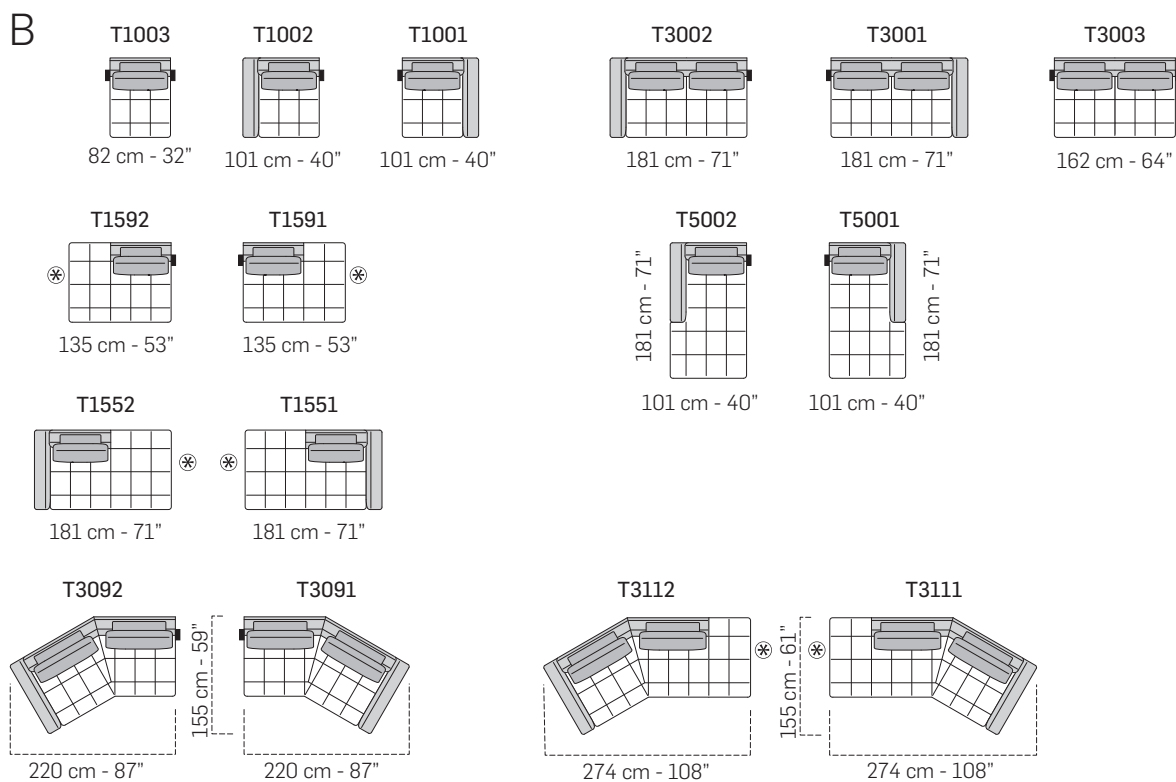 B
T1003 T1002 T1001 T3002 T3001 T3003
82 cm - 32” 101 cm - 40” 101 cm - 40” 181 cm - 71” 181 cm - 71” 162 cm - 64”
T1592 T1591 T5002 T5001
181 cm - 71” 181 cm - 71”
135 cm - 53” 135 cm - 53”
101 cm - 40” 101 cm - 40”
T1552 T1551
181 cm - 71” 181 cm - 71”
T3092 T3091 T3112 T3111
155 cm - 59” 155 cm - 61”
220 cm - 87” 220 cm - 87” 274 cm - 108” 274 cm - 108”